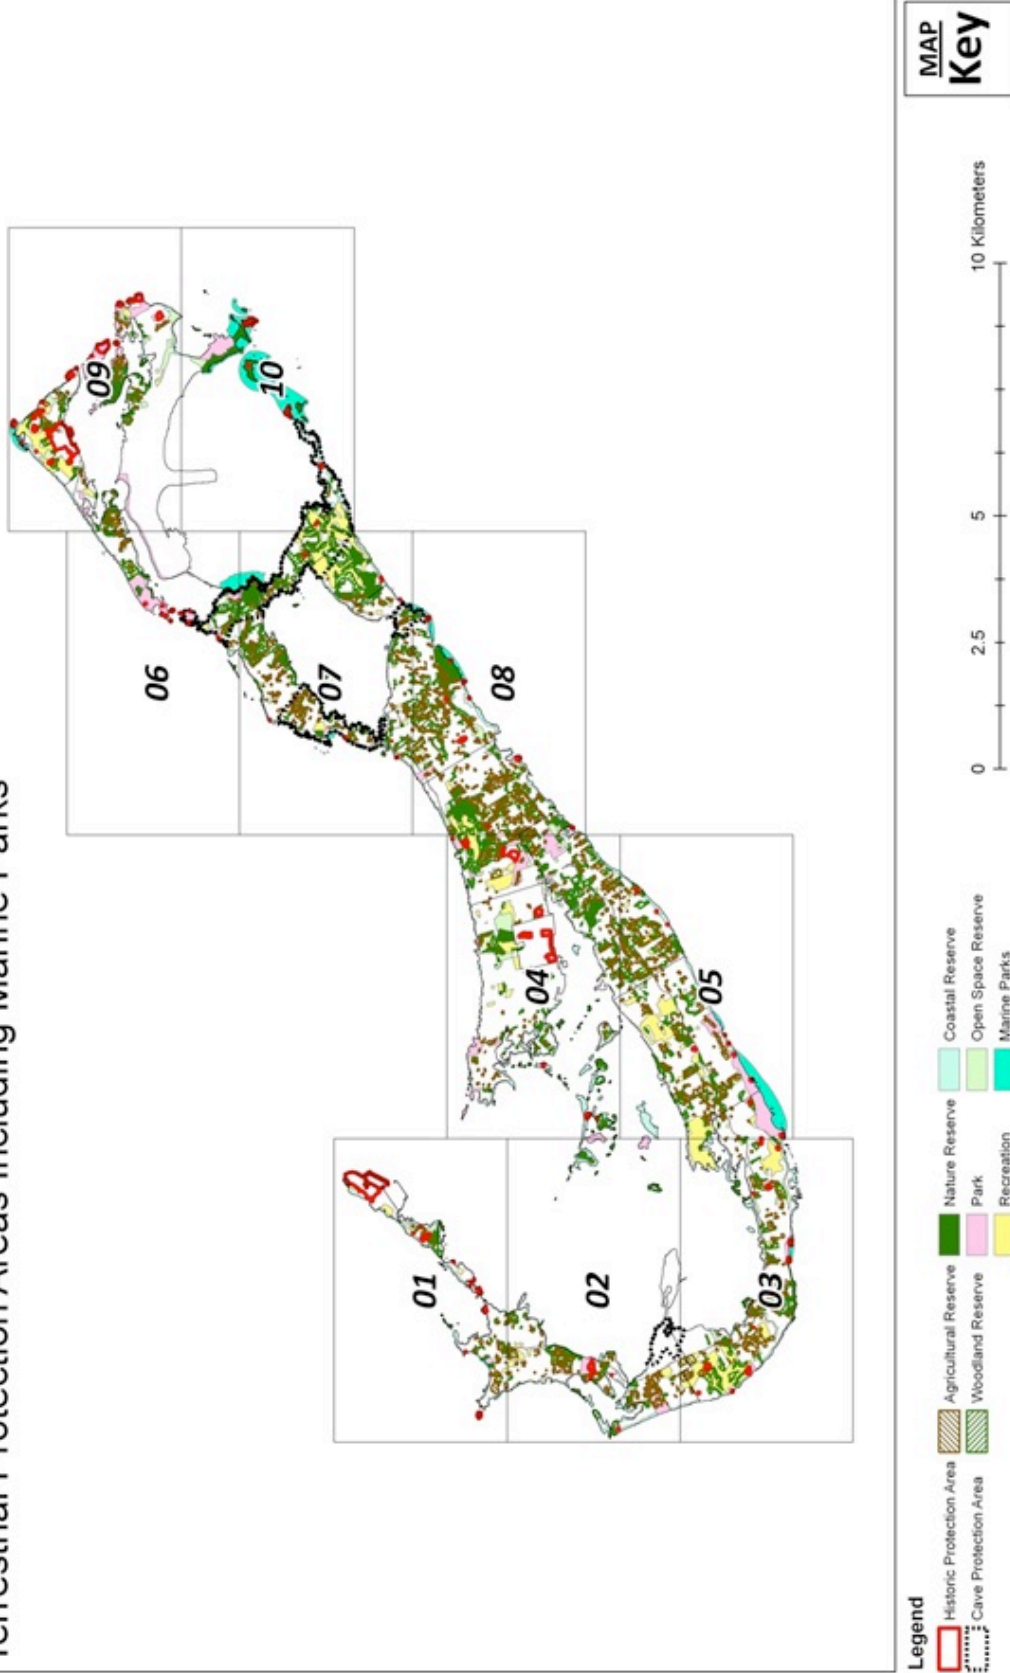 Terrestrial Protection Areas including Marine Parks
01
02
03
04
05
06
07
08
09
10
Legend
Historic Protection Area
Cave Protection Area
Agricultural Reserve
Woodland Reserve
Nature Reserve
Park
Recreation
Coastal Reserve
Open Space Reserve
Marine Parks
0 2.5 5 10 Kilometers
MAP
Key